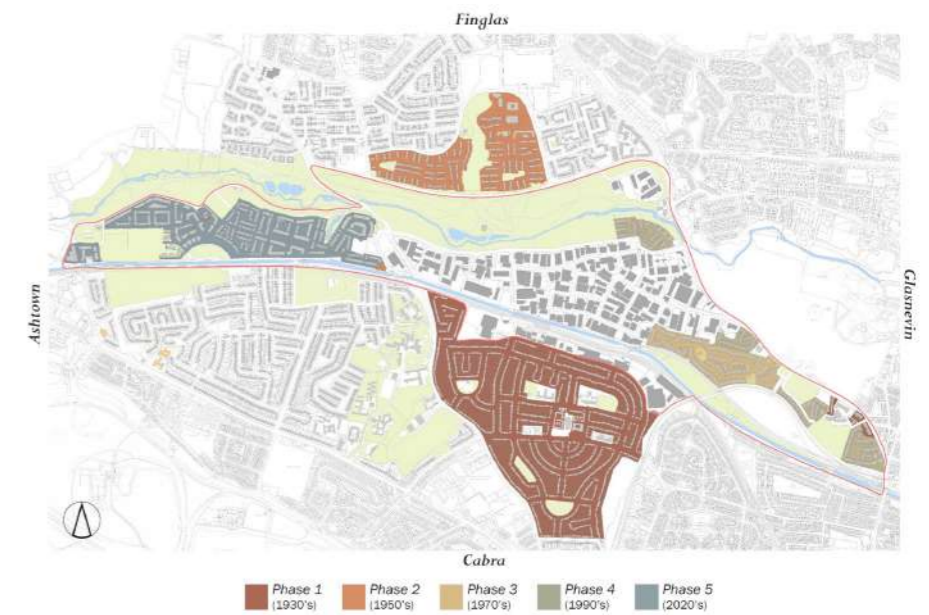 Finglas
Ashtown
Glasnevin
Cabra
Phase 1
(1930's)
Phase 2
(1950's)
Phase 3
(1970's)
Phase 4
(1990's)
Phase 5
(2020's)